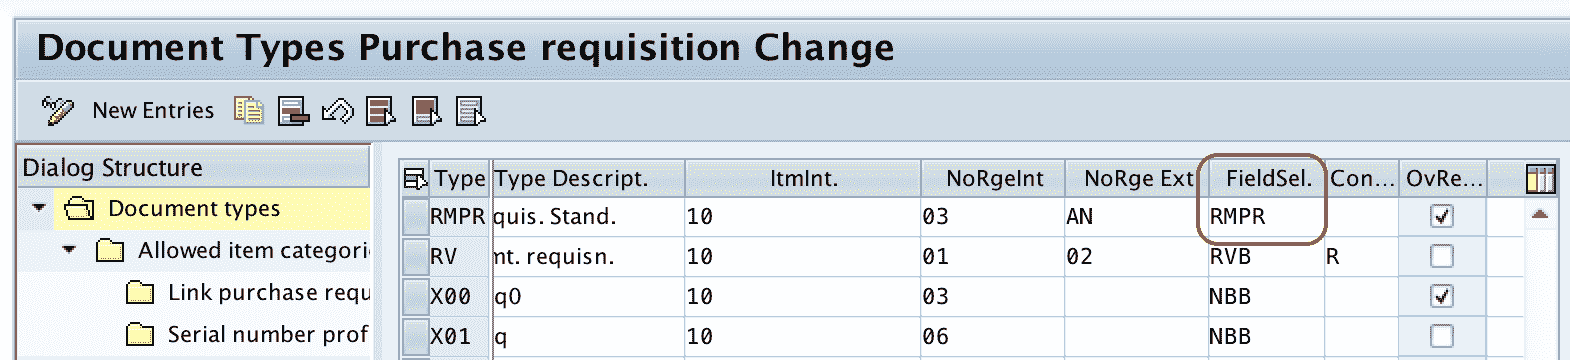 Document Types Purchase requisition Change
New Entries
Dialog Structure
Document types
Allowed item categori
Link purchase requ
Serial number prof
Type Type Descript. ItmInt. NoRgeInt NoRge Ext FieldSel. Con... OvRe...
RMPR quis. Stand. 10 03 AN RMPR
RV mt. requisn. 10 01 02 RVB R
X00 q0 10 03 NBB
X01 q 10 06 NBB